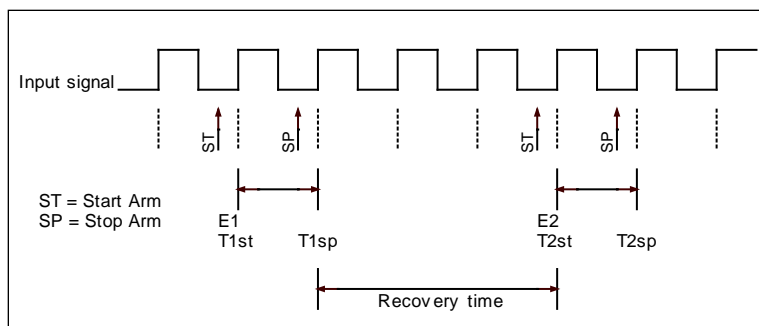 Input signal
ST
SP
ST
SP
ST = Start Arm
SP = Stop Arm
E1
E2
T1st
T1sp
T2st
T2sp
Recovery time